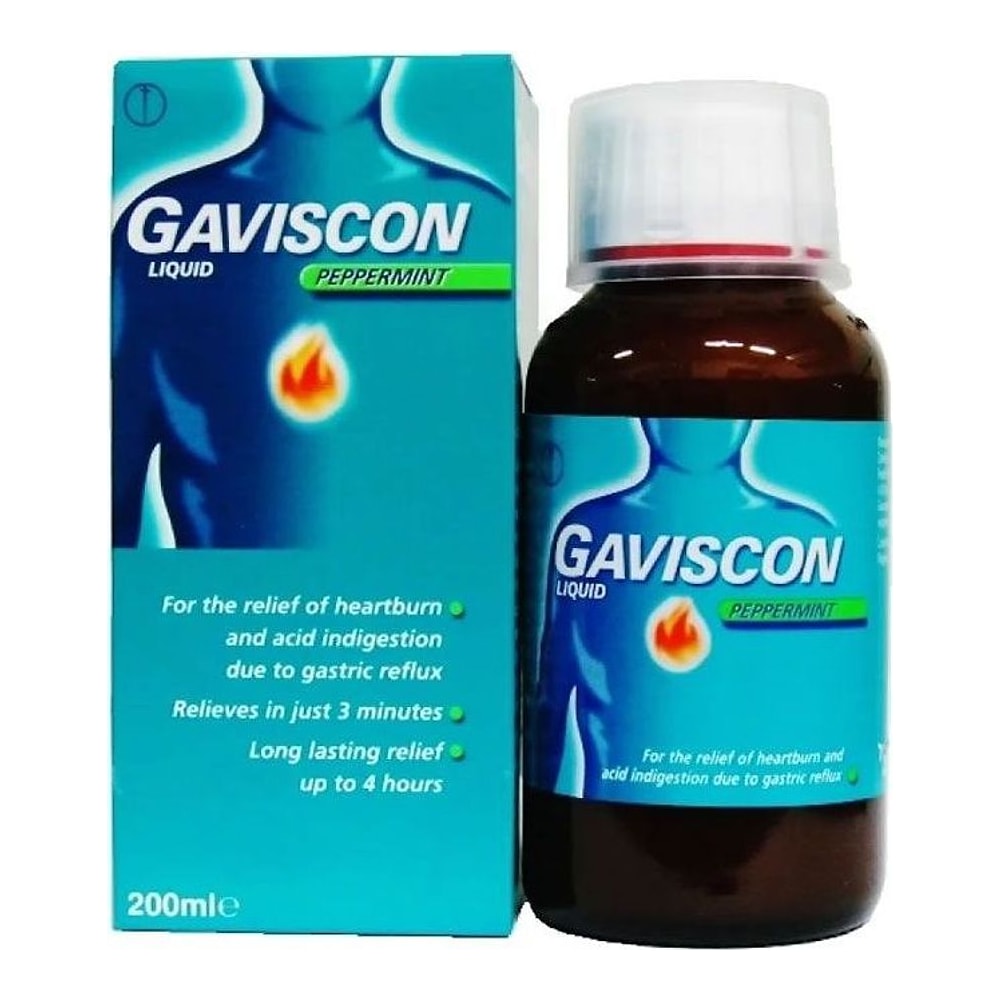 GAVISCON
LIQUID
PEPPERMINT
For the relief of heartburn
and acid indigestion
due to gastric reflux
Relieves in just 3 minutes
Long lasting relief
up to 4 hours
200ml℮
GAVISCON
LIQUID
PEPPERMINT
For the relief of heartburn and
acid indigestion due to gastric reflux